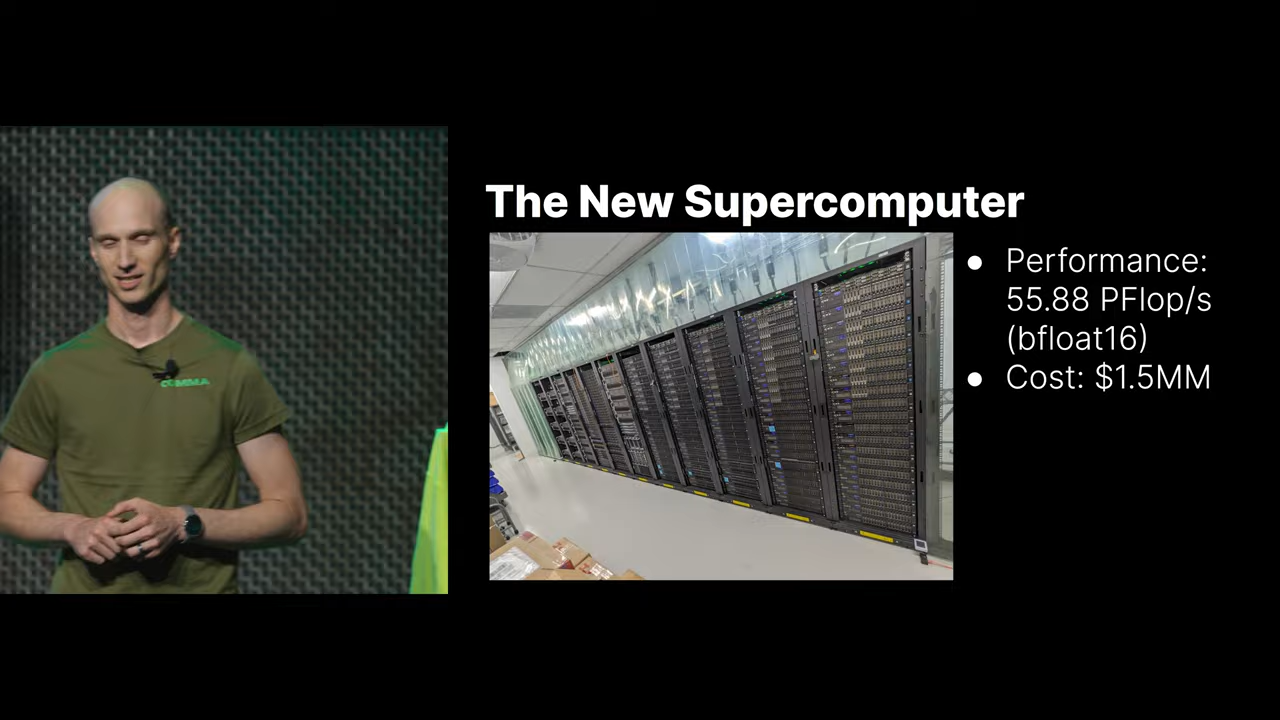 The New Supercomputer
● Performance:
55.88 PFlop/s
(bfloat16)
● Cost: $1.5MM
COMMA